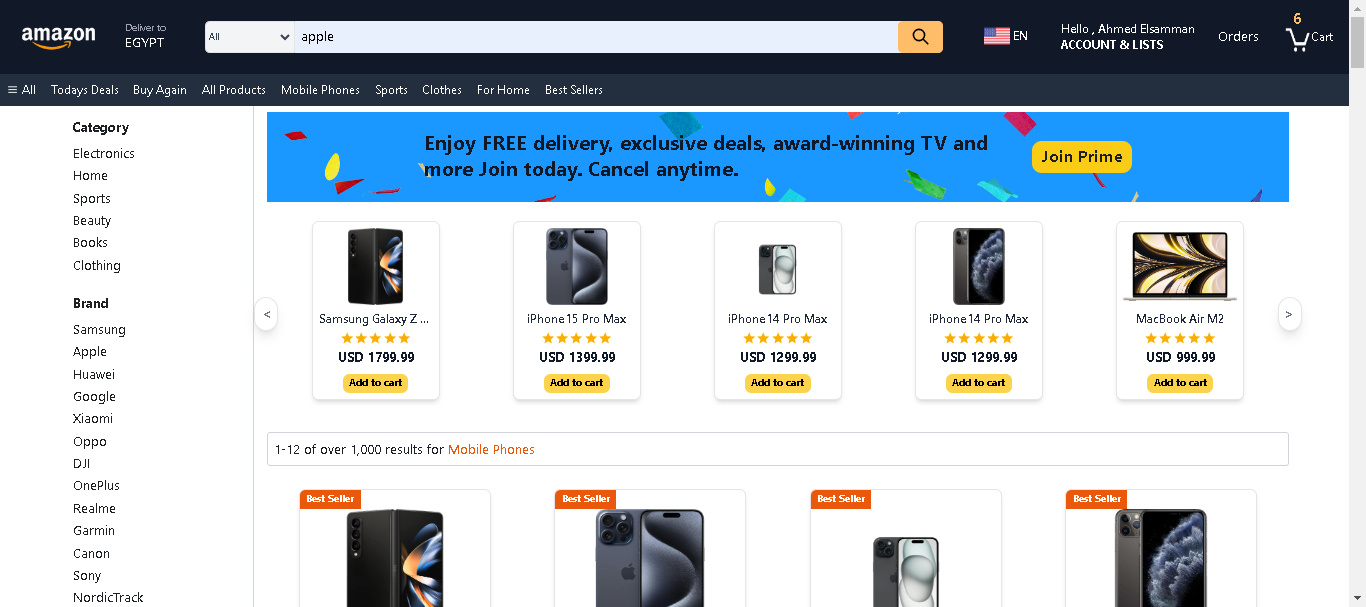 amazon
Deliver to
EGYPT
All
apple
EN
Hello , Ahmed Elsamman
ACCOUNT & LISTS
Orders
6
Cart
≡ All
Todays Deals
Buy Again
All Products
Mobile Phones
Sports
Clothes
For Home
Best Sellers
Category
Electronics
Home
Sports
Beauty
Books
Clothing
Brand
Samsung
Apple
Huawei
Google
Xiaomi
Oppo
DJI
OnePlus
Realme
Garmin
Canon
Sony
NordicTrack
Enjoy FREE delivery, exclusive deals, award-winning TV and
more Join today. Cancel anytime.
Join Prime
<
Samsung Galaxy Z ...
USD 1799.99
Add to cart
iPhone 15 Pro Max
USD 1399.99
Add to cart
iPhone 14 Pro Max
USD 1299.99
Add to cart
iPhone 14 Pro Max
USD 1299.99
Add to cart
MacBook Air M2
USD 999.99
Add to cart
>
1-12 of over 1,000 results for Mobile Phones
Best Seller
Best Seller
Best Seller
Best Seller